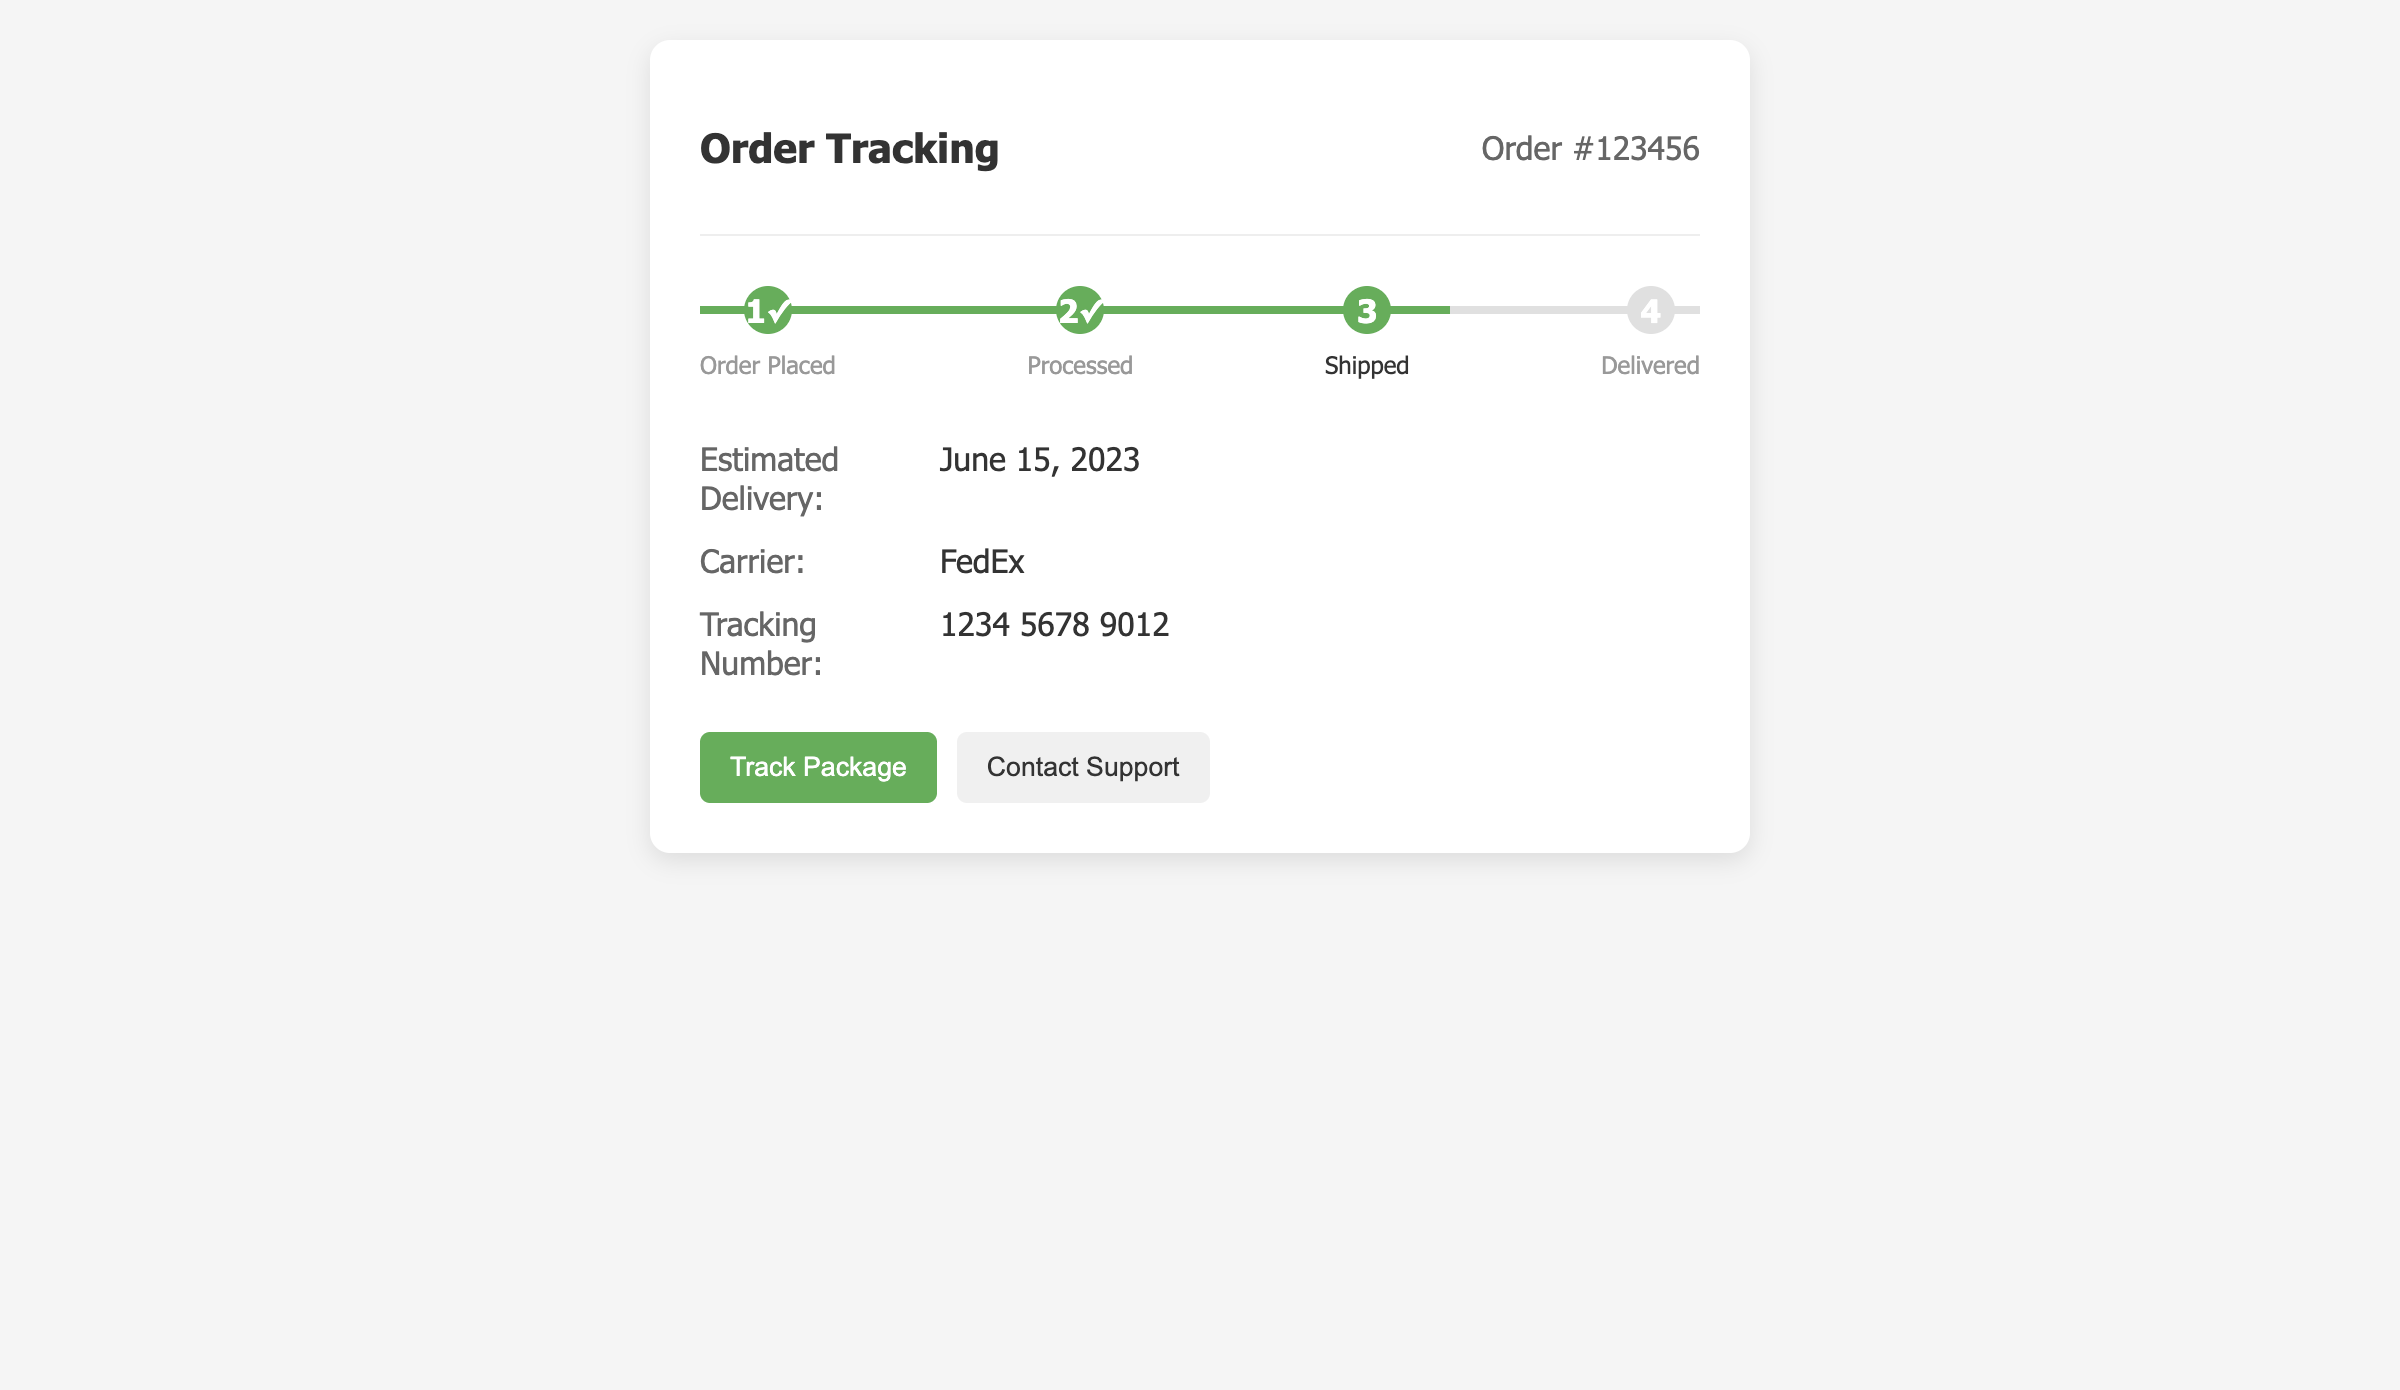 Order Tracking
Order #123456
1✓
2✓
3
4
Order Placed
Processed
Shipped
Delivered
Estimated
Delivery:
June 15, 2023
Carrier:
FedEx
Tracking
Number:
1234 5678 9012
Track Package
Contact Support